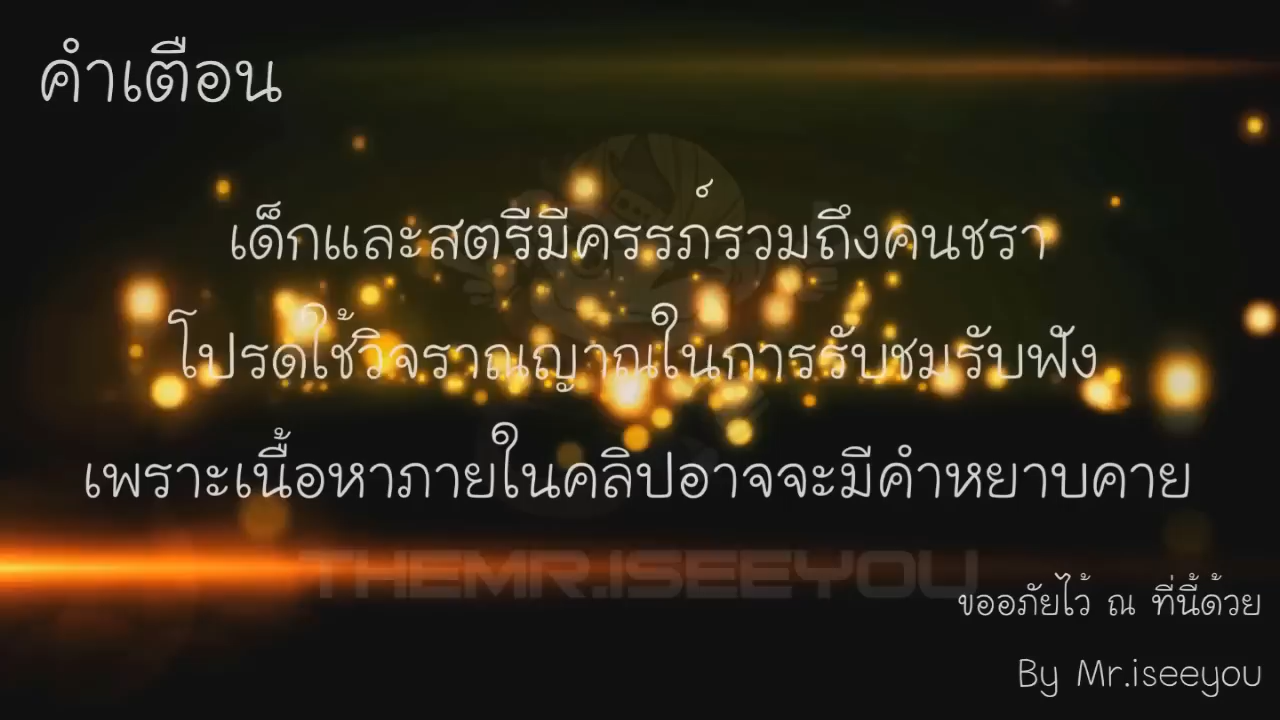 คำเตือน
เด็กและสตรีมีครรภ์รวมถึงคนชรา
โปรดใช้วิจราณญาณในการรับชมรับฟัง
เพราะเนื้อหาภายในคลิปอาจจะมีคำหยาบคาย
THEMR.ISEEYOU
ขออภัยไว้ ณ ที่นี้ด้วย
By Mr.iseeyou